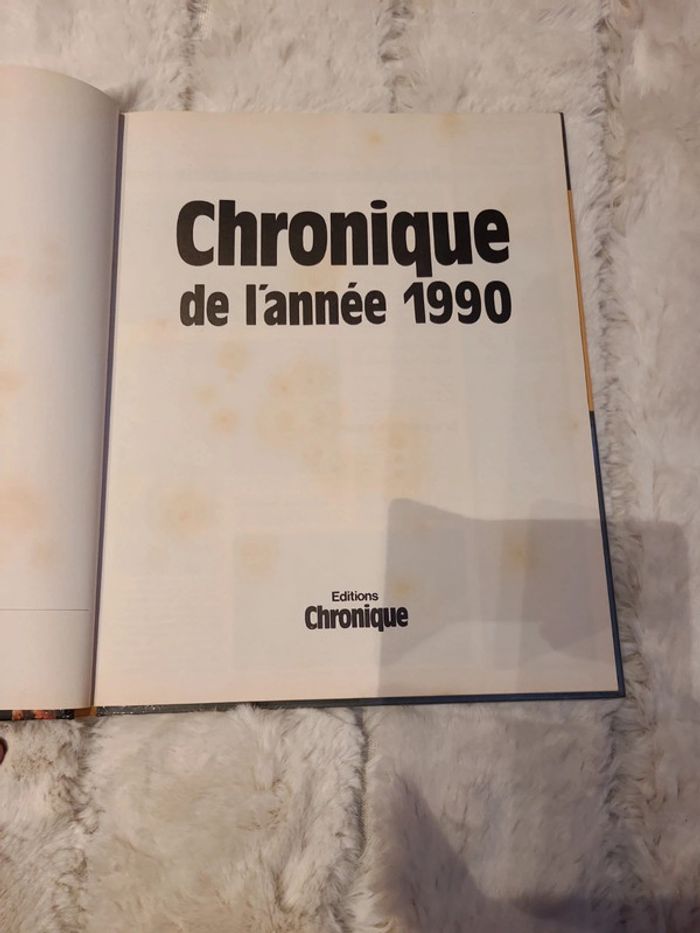 Chronique
de l'année 1990
Editions
Chronique